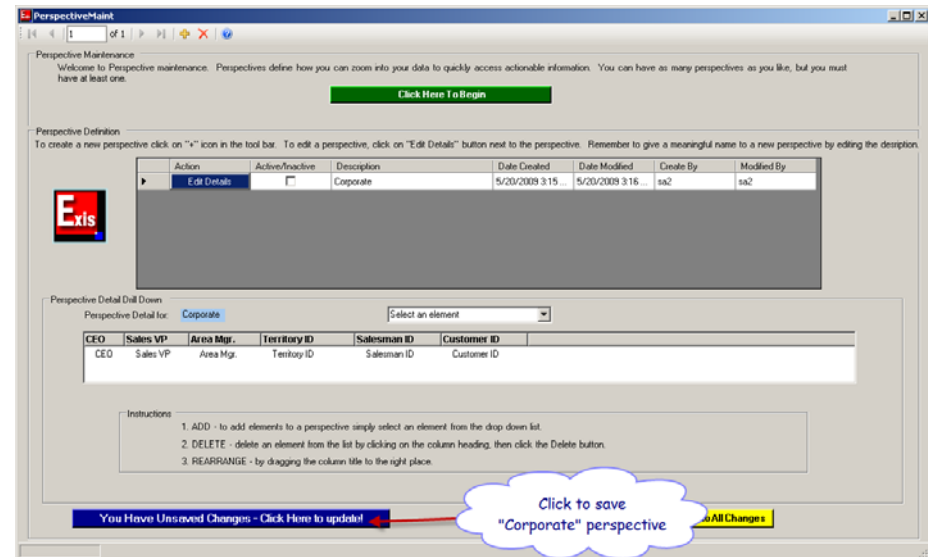 PerspectiveMaint
1 of 1
Perspective Maintenance
Welcome to Perspective maintenance. Perspectives define how you can zoom into your data to quickly access actionable information. You can have as many perspectives as you like, but you must
have at least one.
Click Here To Begin
Perspective Definition
To create a new perspective click on "+" icon in the tool bar. To edit a perspective, click on "Edit Details" button next to the perspective. Remember to give a meaningful name to a new perspective by editing the desription
Action Active/Inactive Description Date Created Date Modified Create By Modified By
Edit Details Corporate 5/20/2009 3:15 ... 5/20/2009 3:16 ... sa2 sa2
Exis
Perspective Detail Drill Down
Perspective Detail for: Corporate Select an element
CEO Sales VP Area Mgr. Territory ID Salesman ID Customer ID
CEO Sales VP Area Mgr. Territory ID Salesman ID Customer ID
Instructions
1. ADD - to add elements to a perspective simply select an element from the drop down list.
2. DELETE - delete an element from the list by clicking on the column heading, then click the Delete button.
3. REARRANGE - by dragging the column title to the right place.
Click to save
"Corporate" perspective
You Have Unsaved Changes - Click Here to update! All Changes